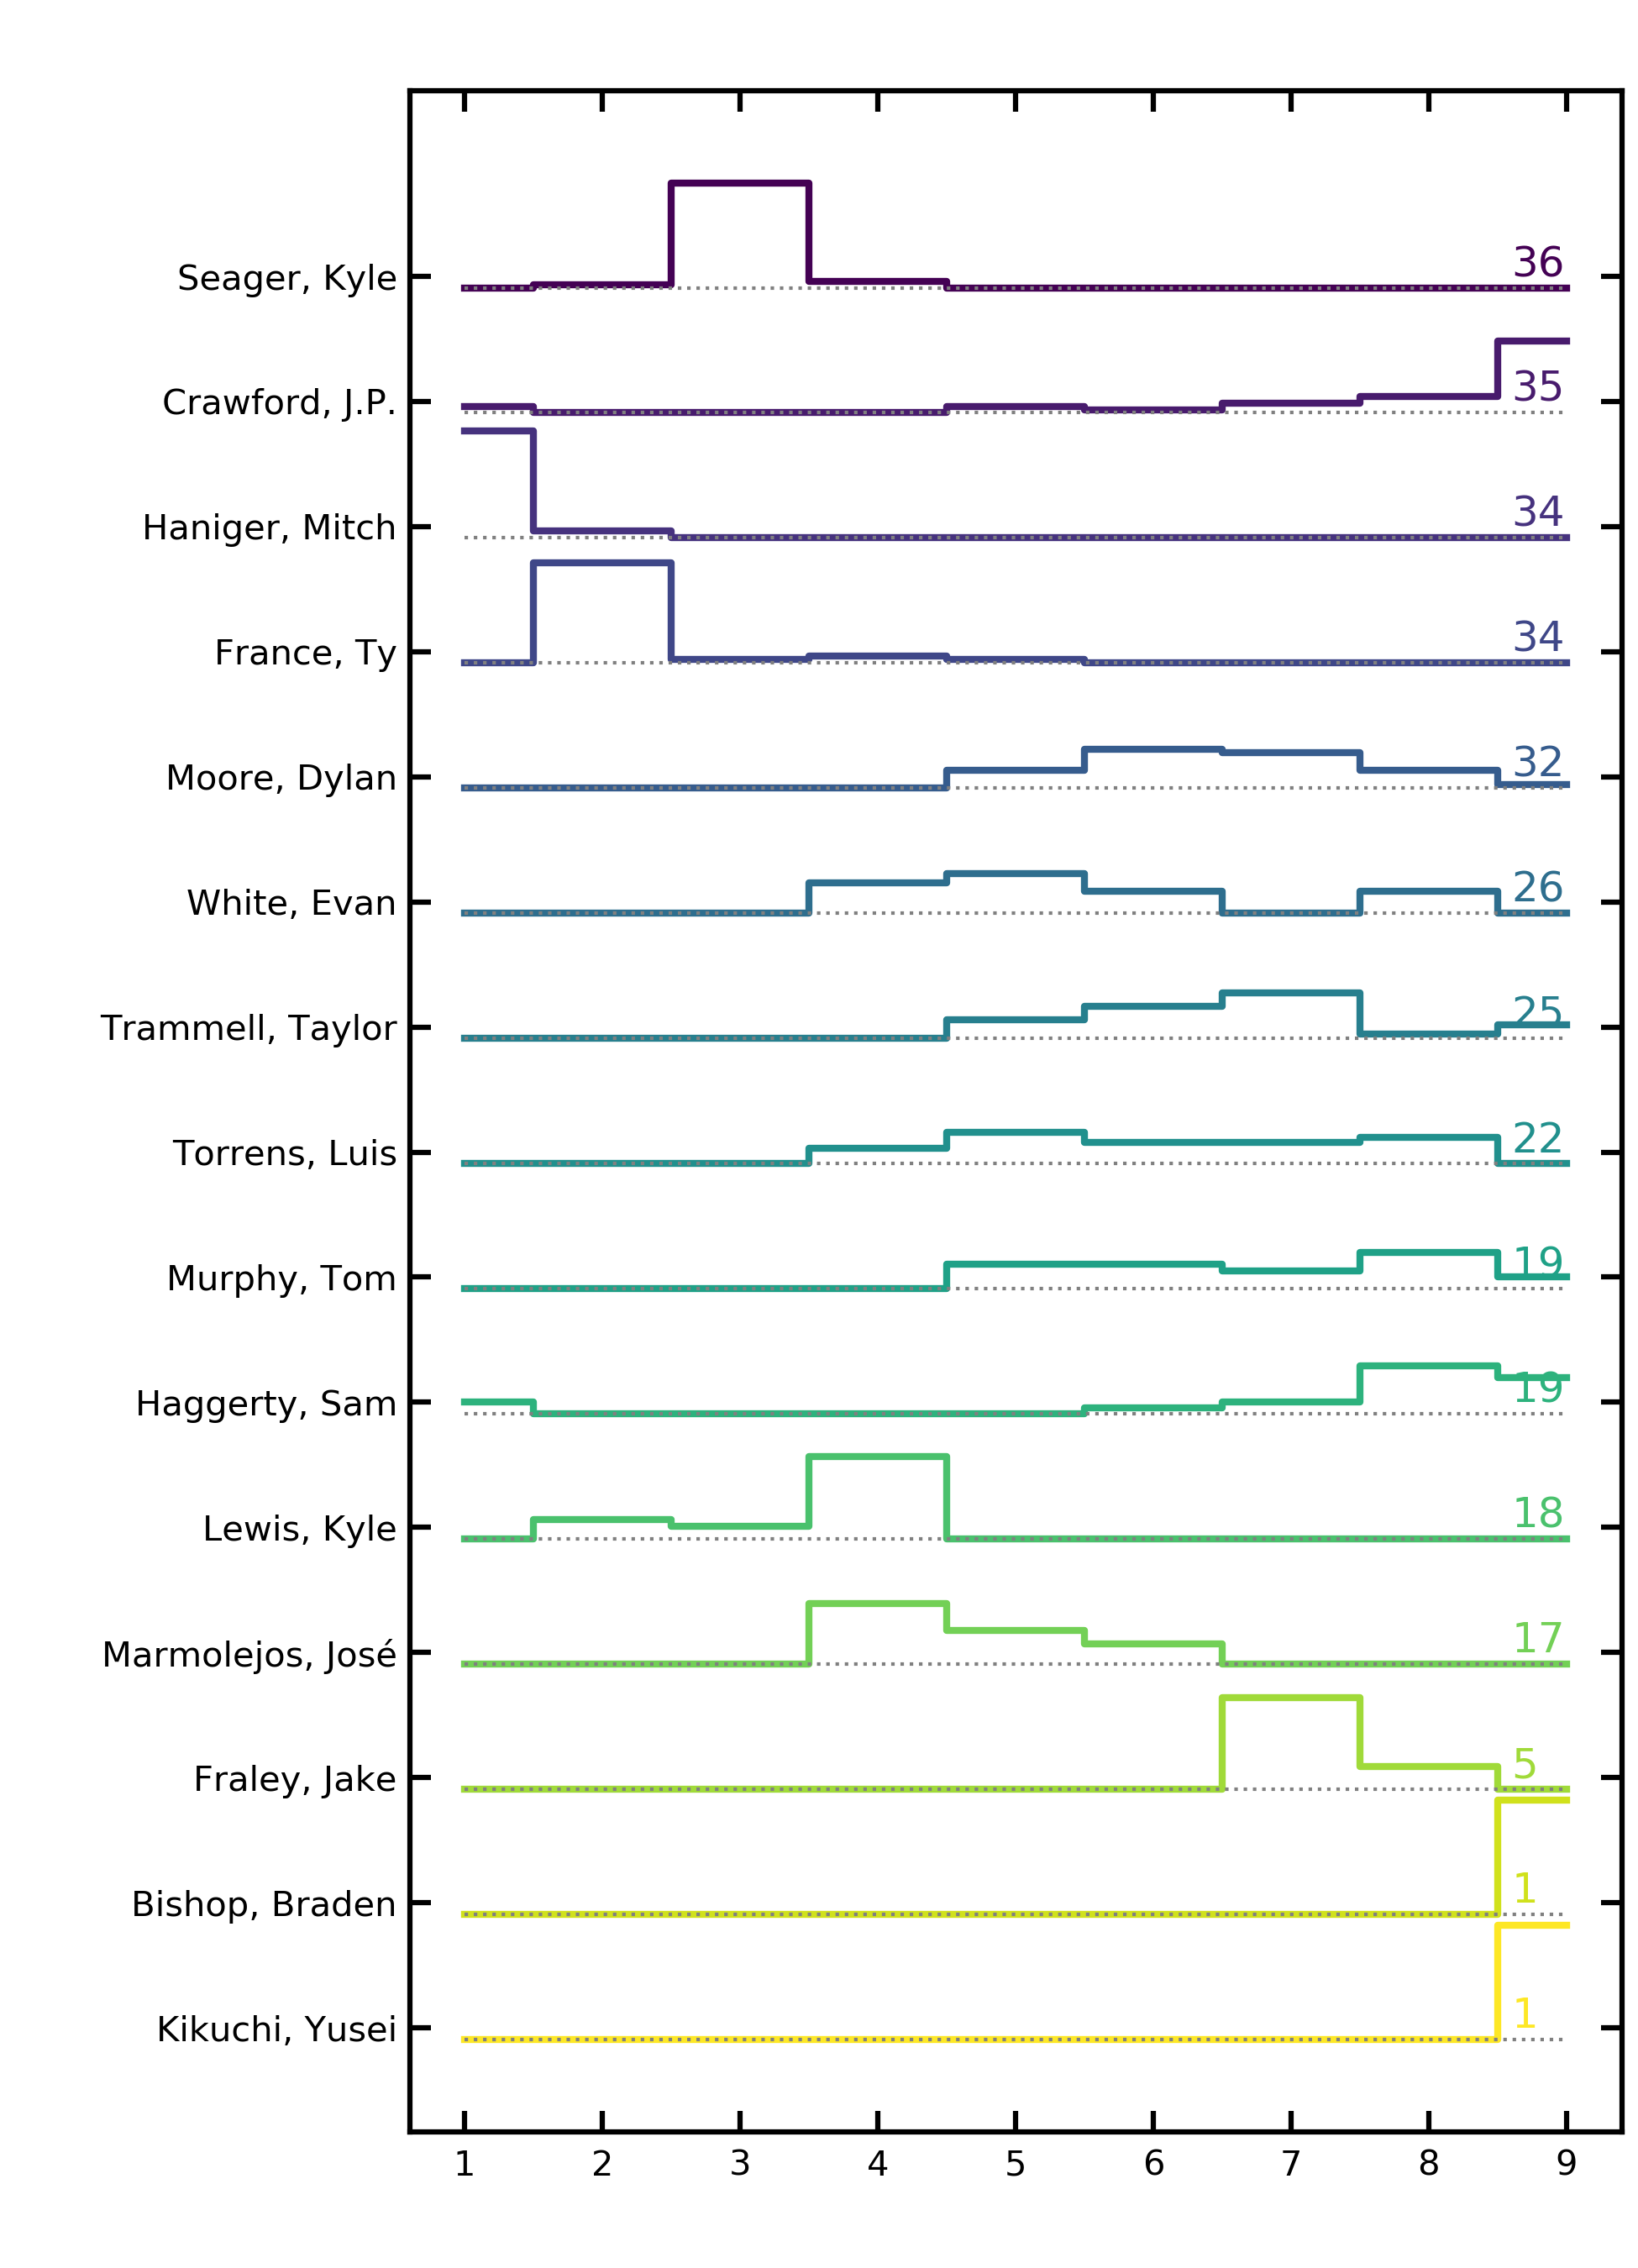 Seager, Kyle 36
Crawford, J.P. 35
Haniger, Mitch 34
France, Ty 34
Moore, Dylan 32
White, Evan 26
Trammell, Taylor 25
Torrens, Luis 22
Murphy, Tom 19
Haggerty, Sam 19
Lewis, Kyle 18
Marmolejos, José 17
Fraley, Jake 5
Bishop, Braden 1
Kikuchi, Yusei 1
1 2 3 4 5 6 7 8 9